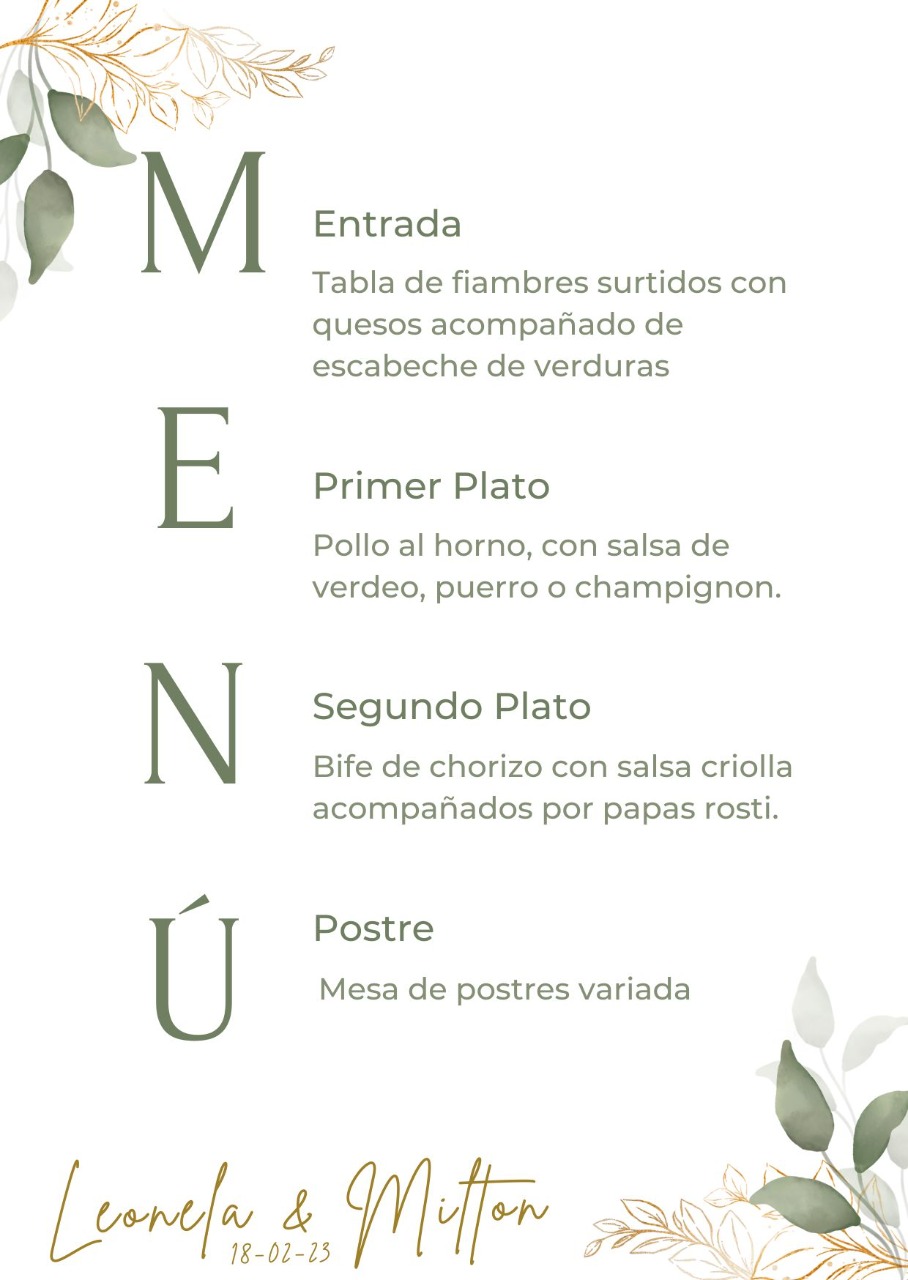 MENÚ
Entrada
Tabla de fiambres surtidos con
quesos acompañado de
escabeche de verduras
Primer Plato
Pollo al horno, con salsa de
verdeo, puerro o champignon.
Segundo Plato
Bife de chorizo con salsa criolla
acompañados por papas rosti.
Postre
Mesa de postres variada
Leonela & Milton
18-02-23